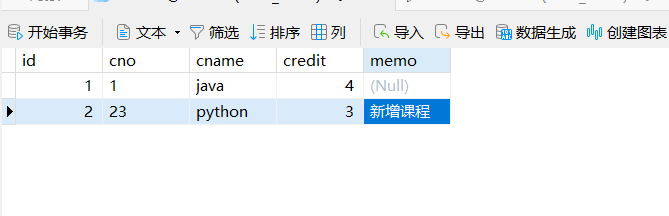 开始事务 文本 筛选 排序 列 导入 导出 数据生成 创建图表
id cno cname credit memo
1 1 java 4 (Null)
2 23 python 3 新增课程